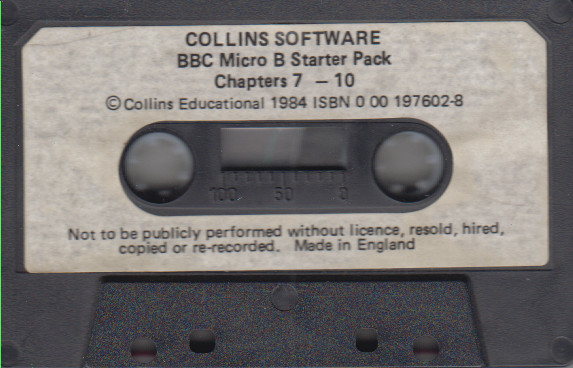 COLLINS SOFTWARE
BBC Micro B Starter Pack
Chapters 7 – 10
©Collins Educational 1984 ISBN 0 00 197602-8
100 50 0
Not to be publicly performed without licence, resold, hired,
copied or re-recorded. Made in England